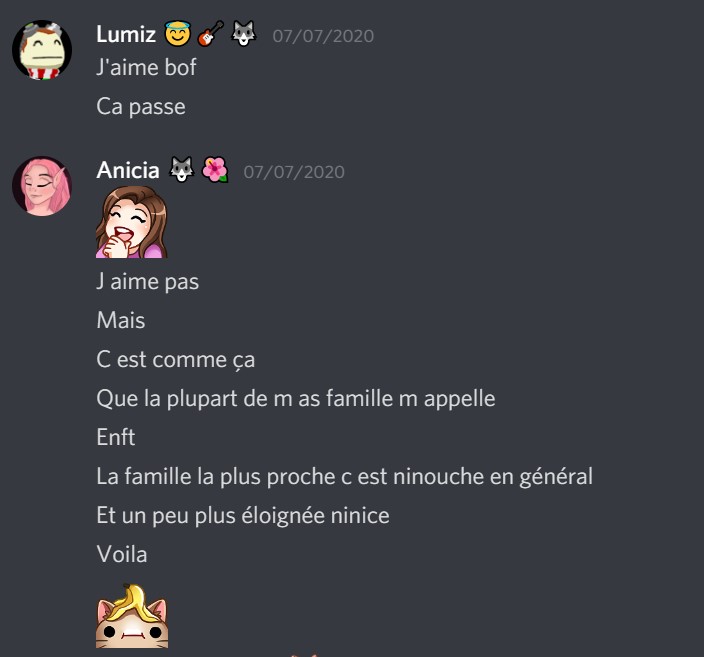 Lumiz 😇 🎸 🐺 07/07/2020
J'aime bof
Ca passe
Anicia 🐺 🌺 07/07/2020
J aime pas
Mais
C est comme ça
Que la plupart de m as famille m appelle
Enft
La famille la plus proche c est ninouche en général
Et un peu plus éloignée ninice
Voila